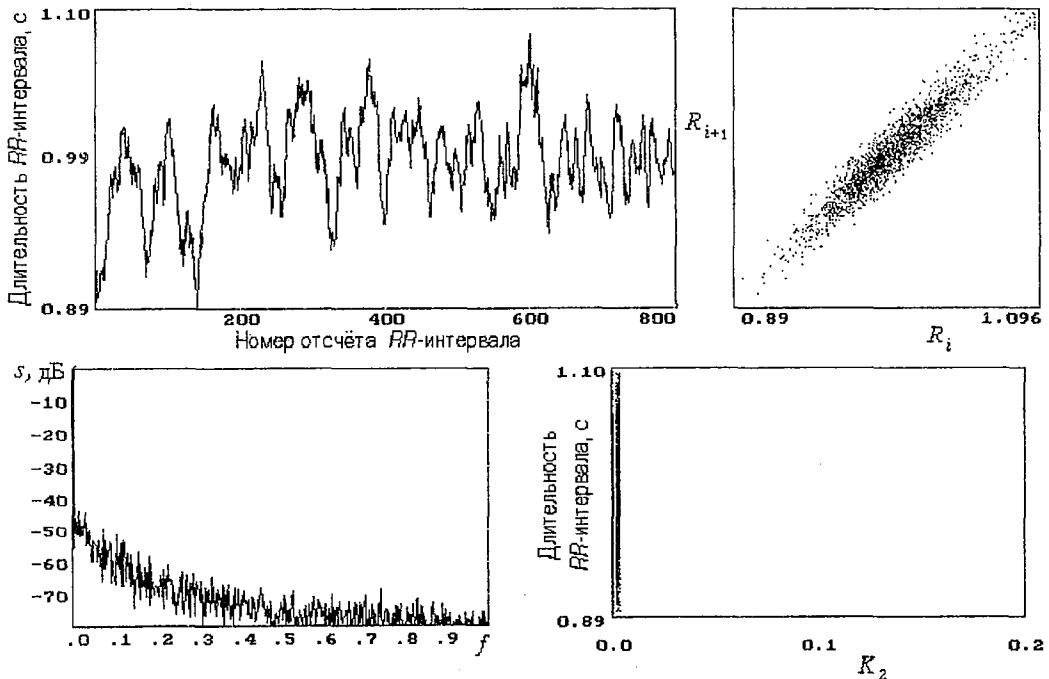 1.10
Длительность RR-интервала, с
0.99
0.89
200
400
600
800
Номер отсчёта RR-интервала
R_{i+1}
0.89
1.096
R_i
s, дБ
-10
-20
-30
-40
-50
-60
-70
.0 .1 .2 .3 .4 .5 .6 .7 .8 .9 f
1.10
Длительность
RR-интервала, с
0.89
0.0
0.1
0.2
K_2